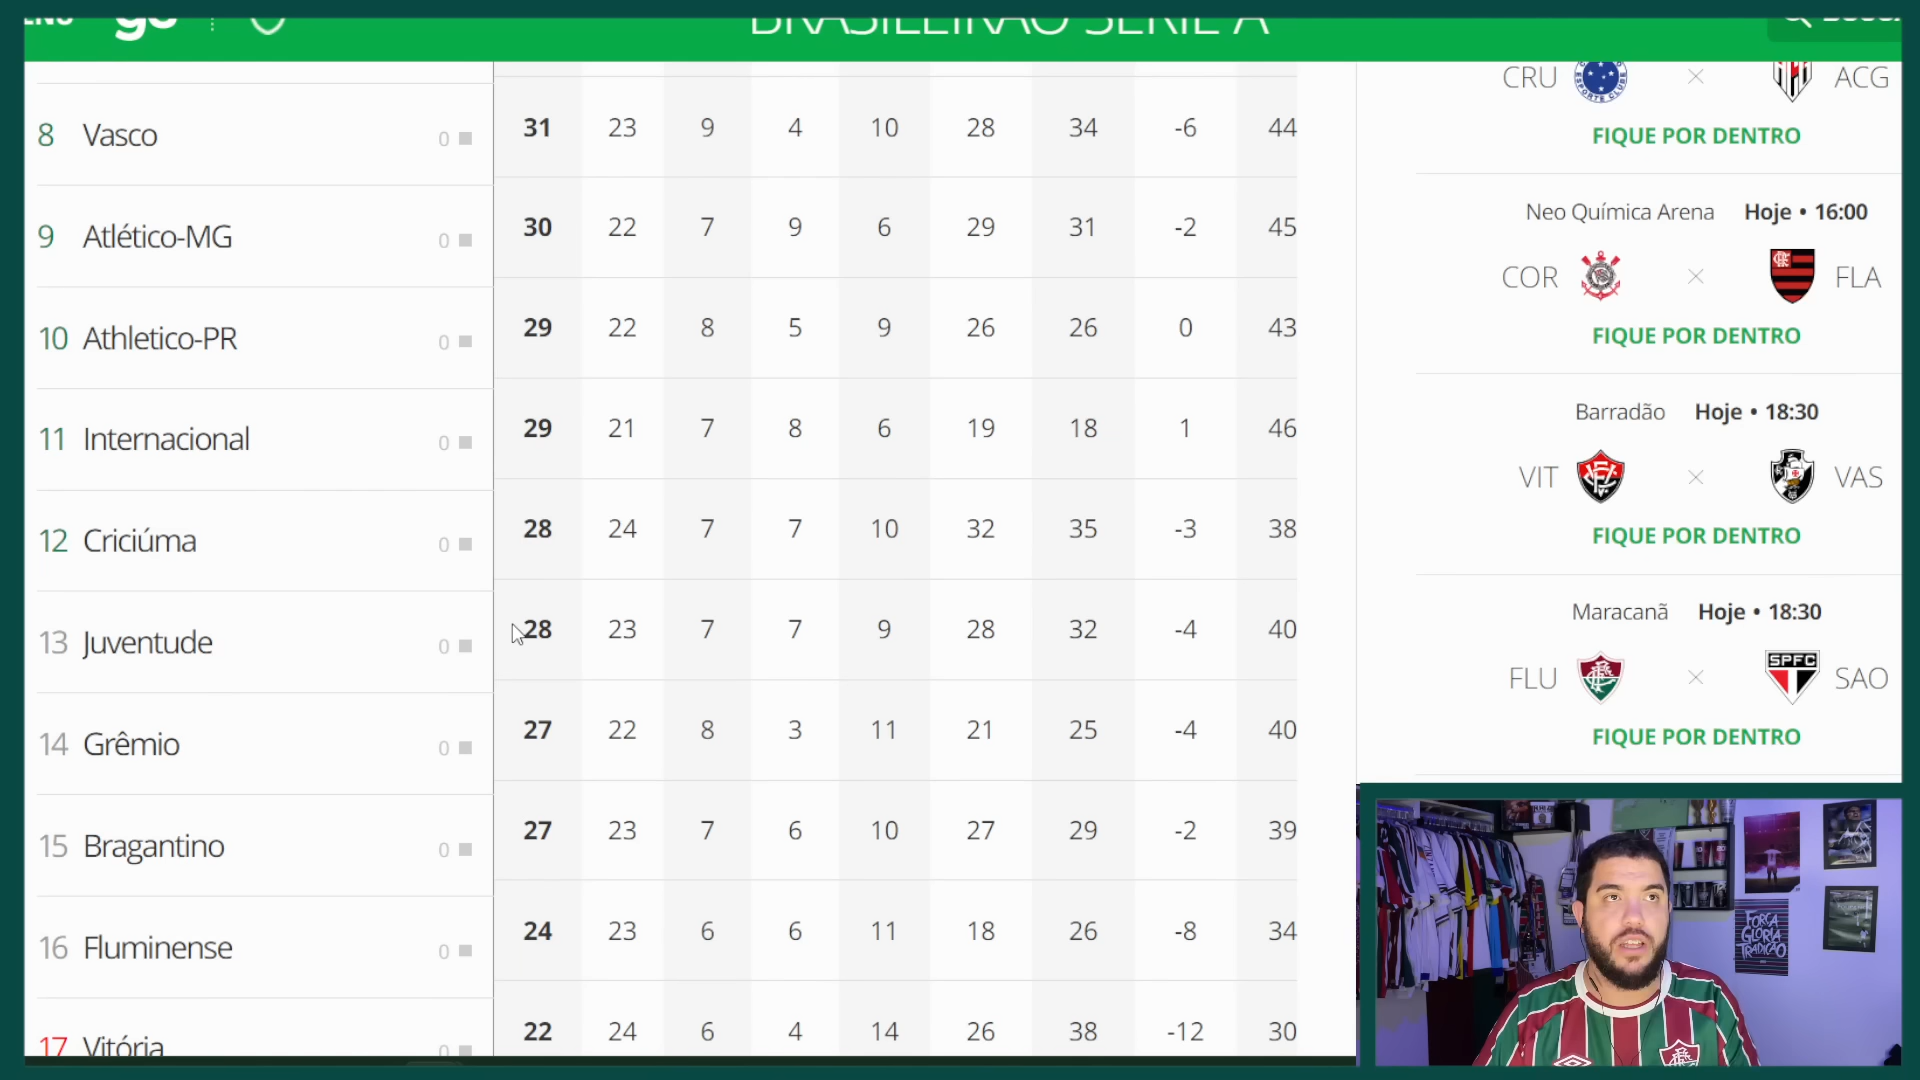 BRASILEIRÃO SÉRIE A
8 Vasco 0 31 23 9 4 10 28 34 -6 44
9 Atlético-MG 0 30 22 7 9 6 29 31 -2 45
10 Athletico-PR 0 29 22 8 5 9 26 26 0 43
11 Internacional 0 29 21 7 8 6 19 18 1 46
12 Criciúma 0 28 24 7 7 10 32 35 -3 38
13 Juventude 0 28 23 7 7 9 28 32 -4 40
14 Grêmio 0 27 22 8 3 11 21 25 -4 40
15 Bragantino 0 27 23 7 6 10 27 29 -2 39
16 Fluminense 0 24 23 6 6 11 18 26 -8 34
17 Vitória 0 22 24 6 4 14 26 38 -12 30
CRU × ACG
FIQUE POR DENTRO
Neo Química Arena Hoje • 16:00
COR × FLA
FIQUE POR DENTRO
Barradão Hoje • 18:30
VIT × VAS
FIQUE POR DENTRO
Maracanã Hoje • 18:30
FLU × SPFC SAO
FIQUE POR DENTRO
FORÇA
GLORIA
TRADIÇÃO